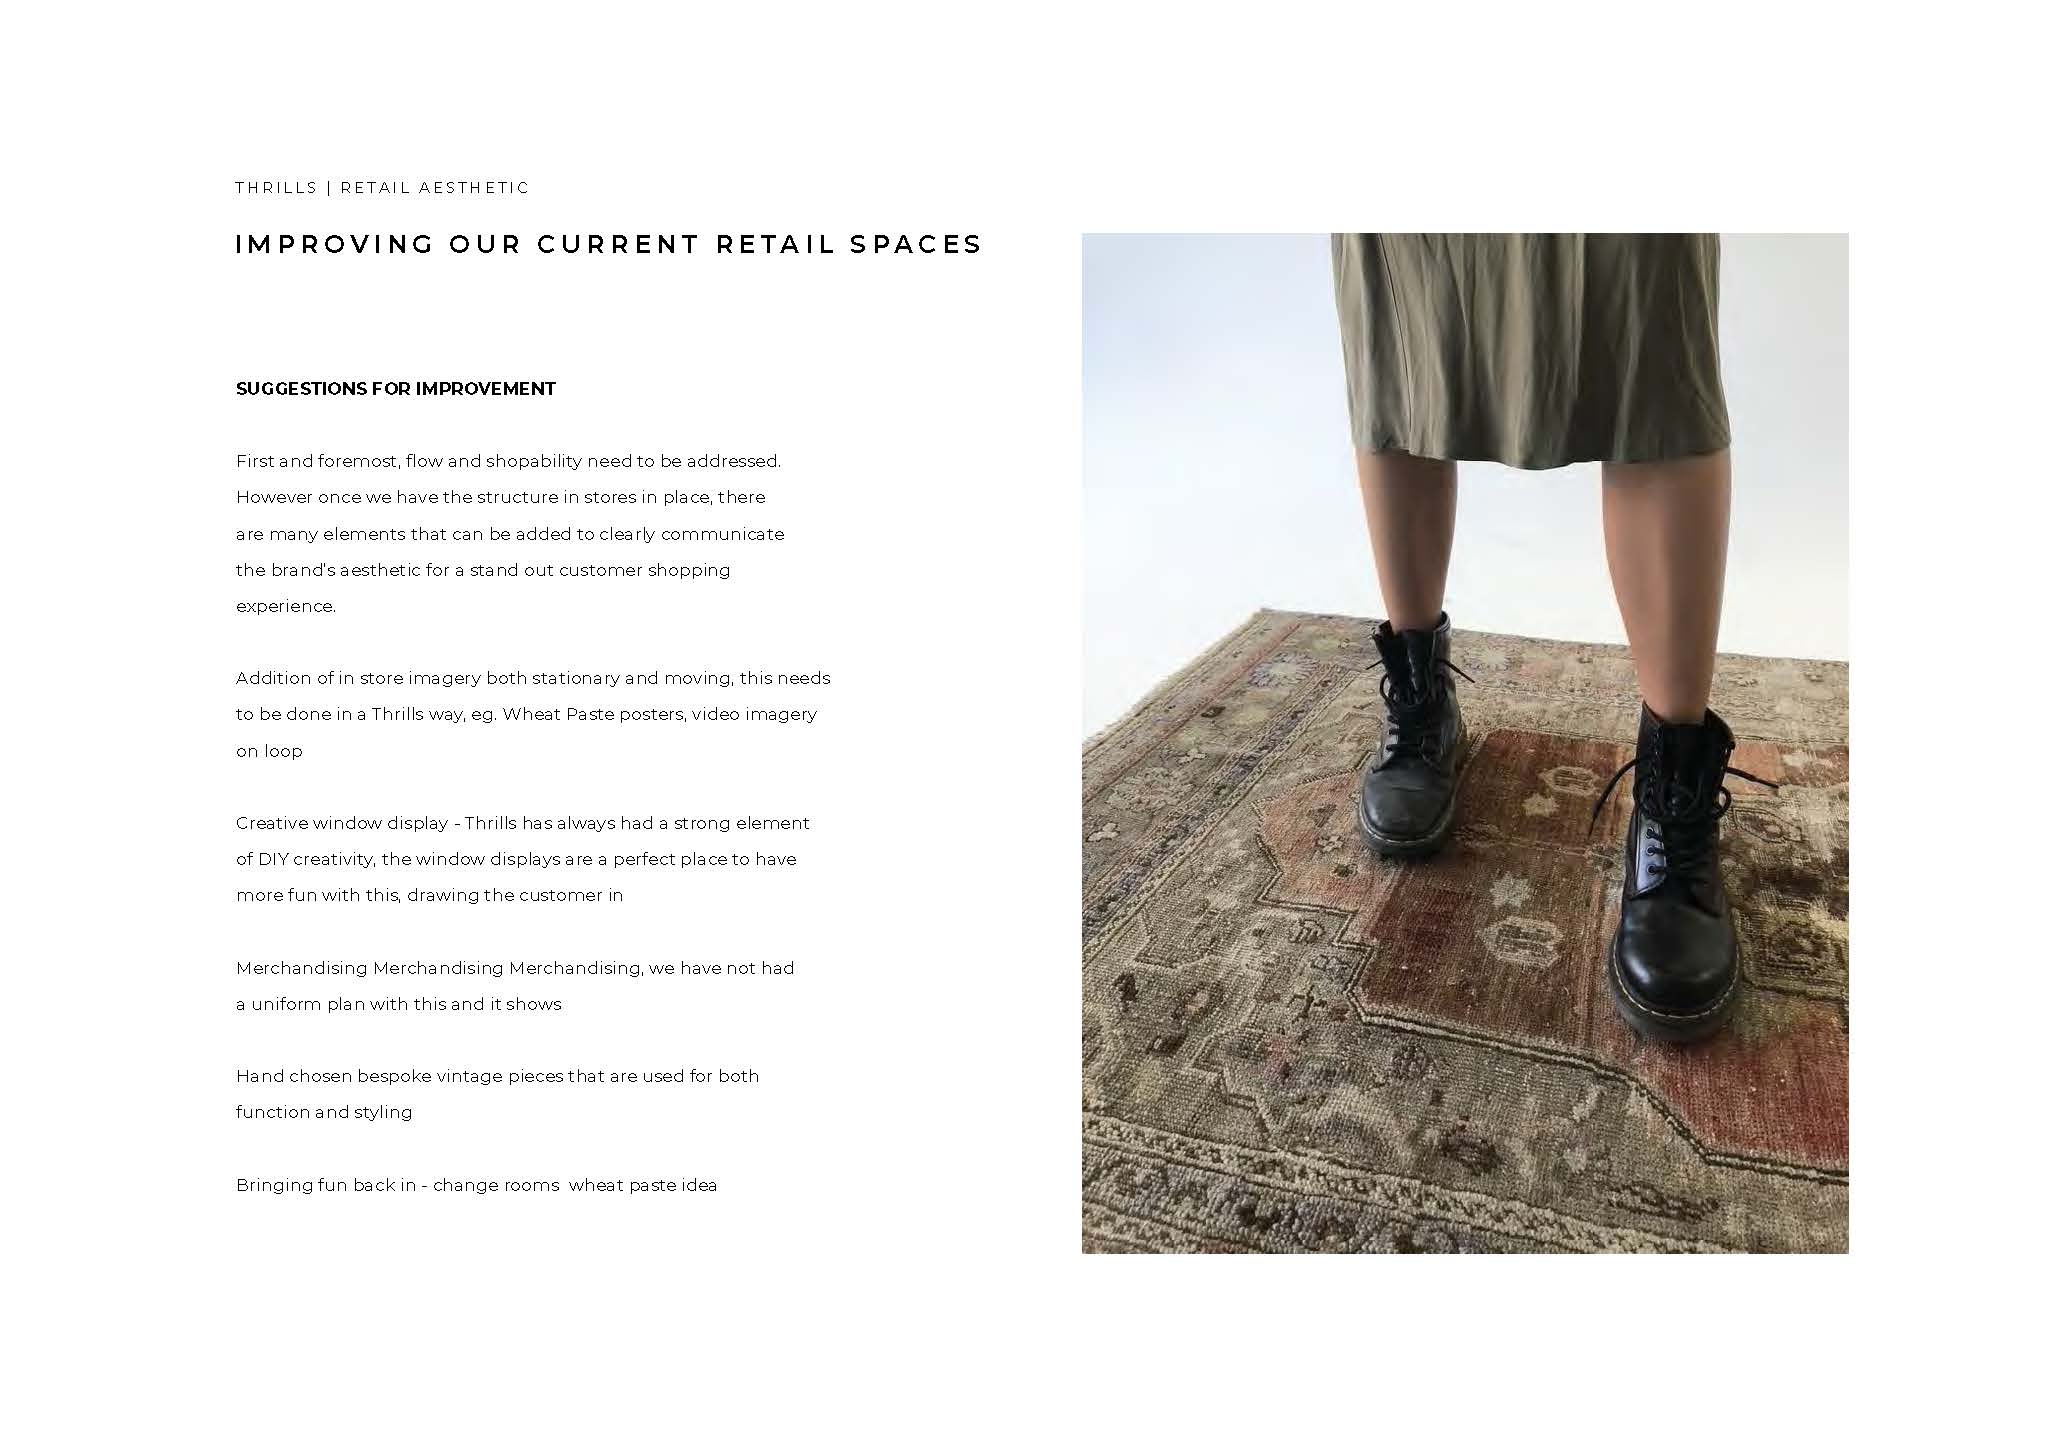 THRILLS | RETAIL AESTHETIC
IMPROVING OUR CURRENT RETAIL SPACES
SUGGESTIONS FOR IMPROVEMENT
First and foremost, flow and shopability need to be addressed.
However once we have the structure in stores in place, there
are many elements that can be added to clearly communicate
the brand's aesthetic for a stand out customer shopping
experience.
Addition of in store imagery both stationary and moving, this needs
to be done in a Thrills way, eg. Wheat Paste posters, video imagery
on loop
Creative window display - Thrills has always had a strong element
of DIY creativity, the window displays are a perfect place to have
more fun with this, drawing the customer in
Merchandising Merchandising Merchandising, we have not had
a uniform plan with this and it shows
Hand chosen bespoke vintage pieces that are used for both
function and styling
Bringing fun back in - change rooms  wheat paste idea